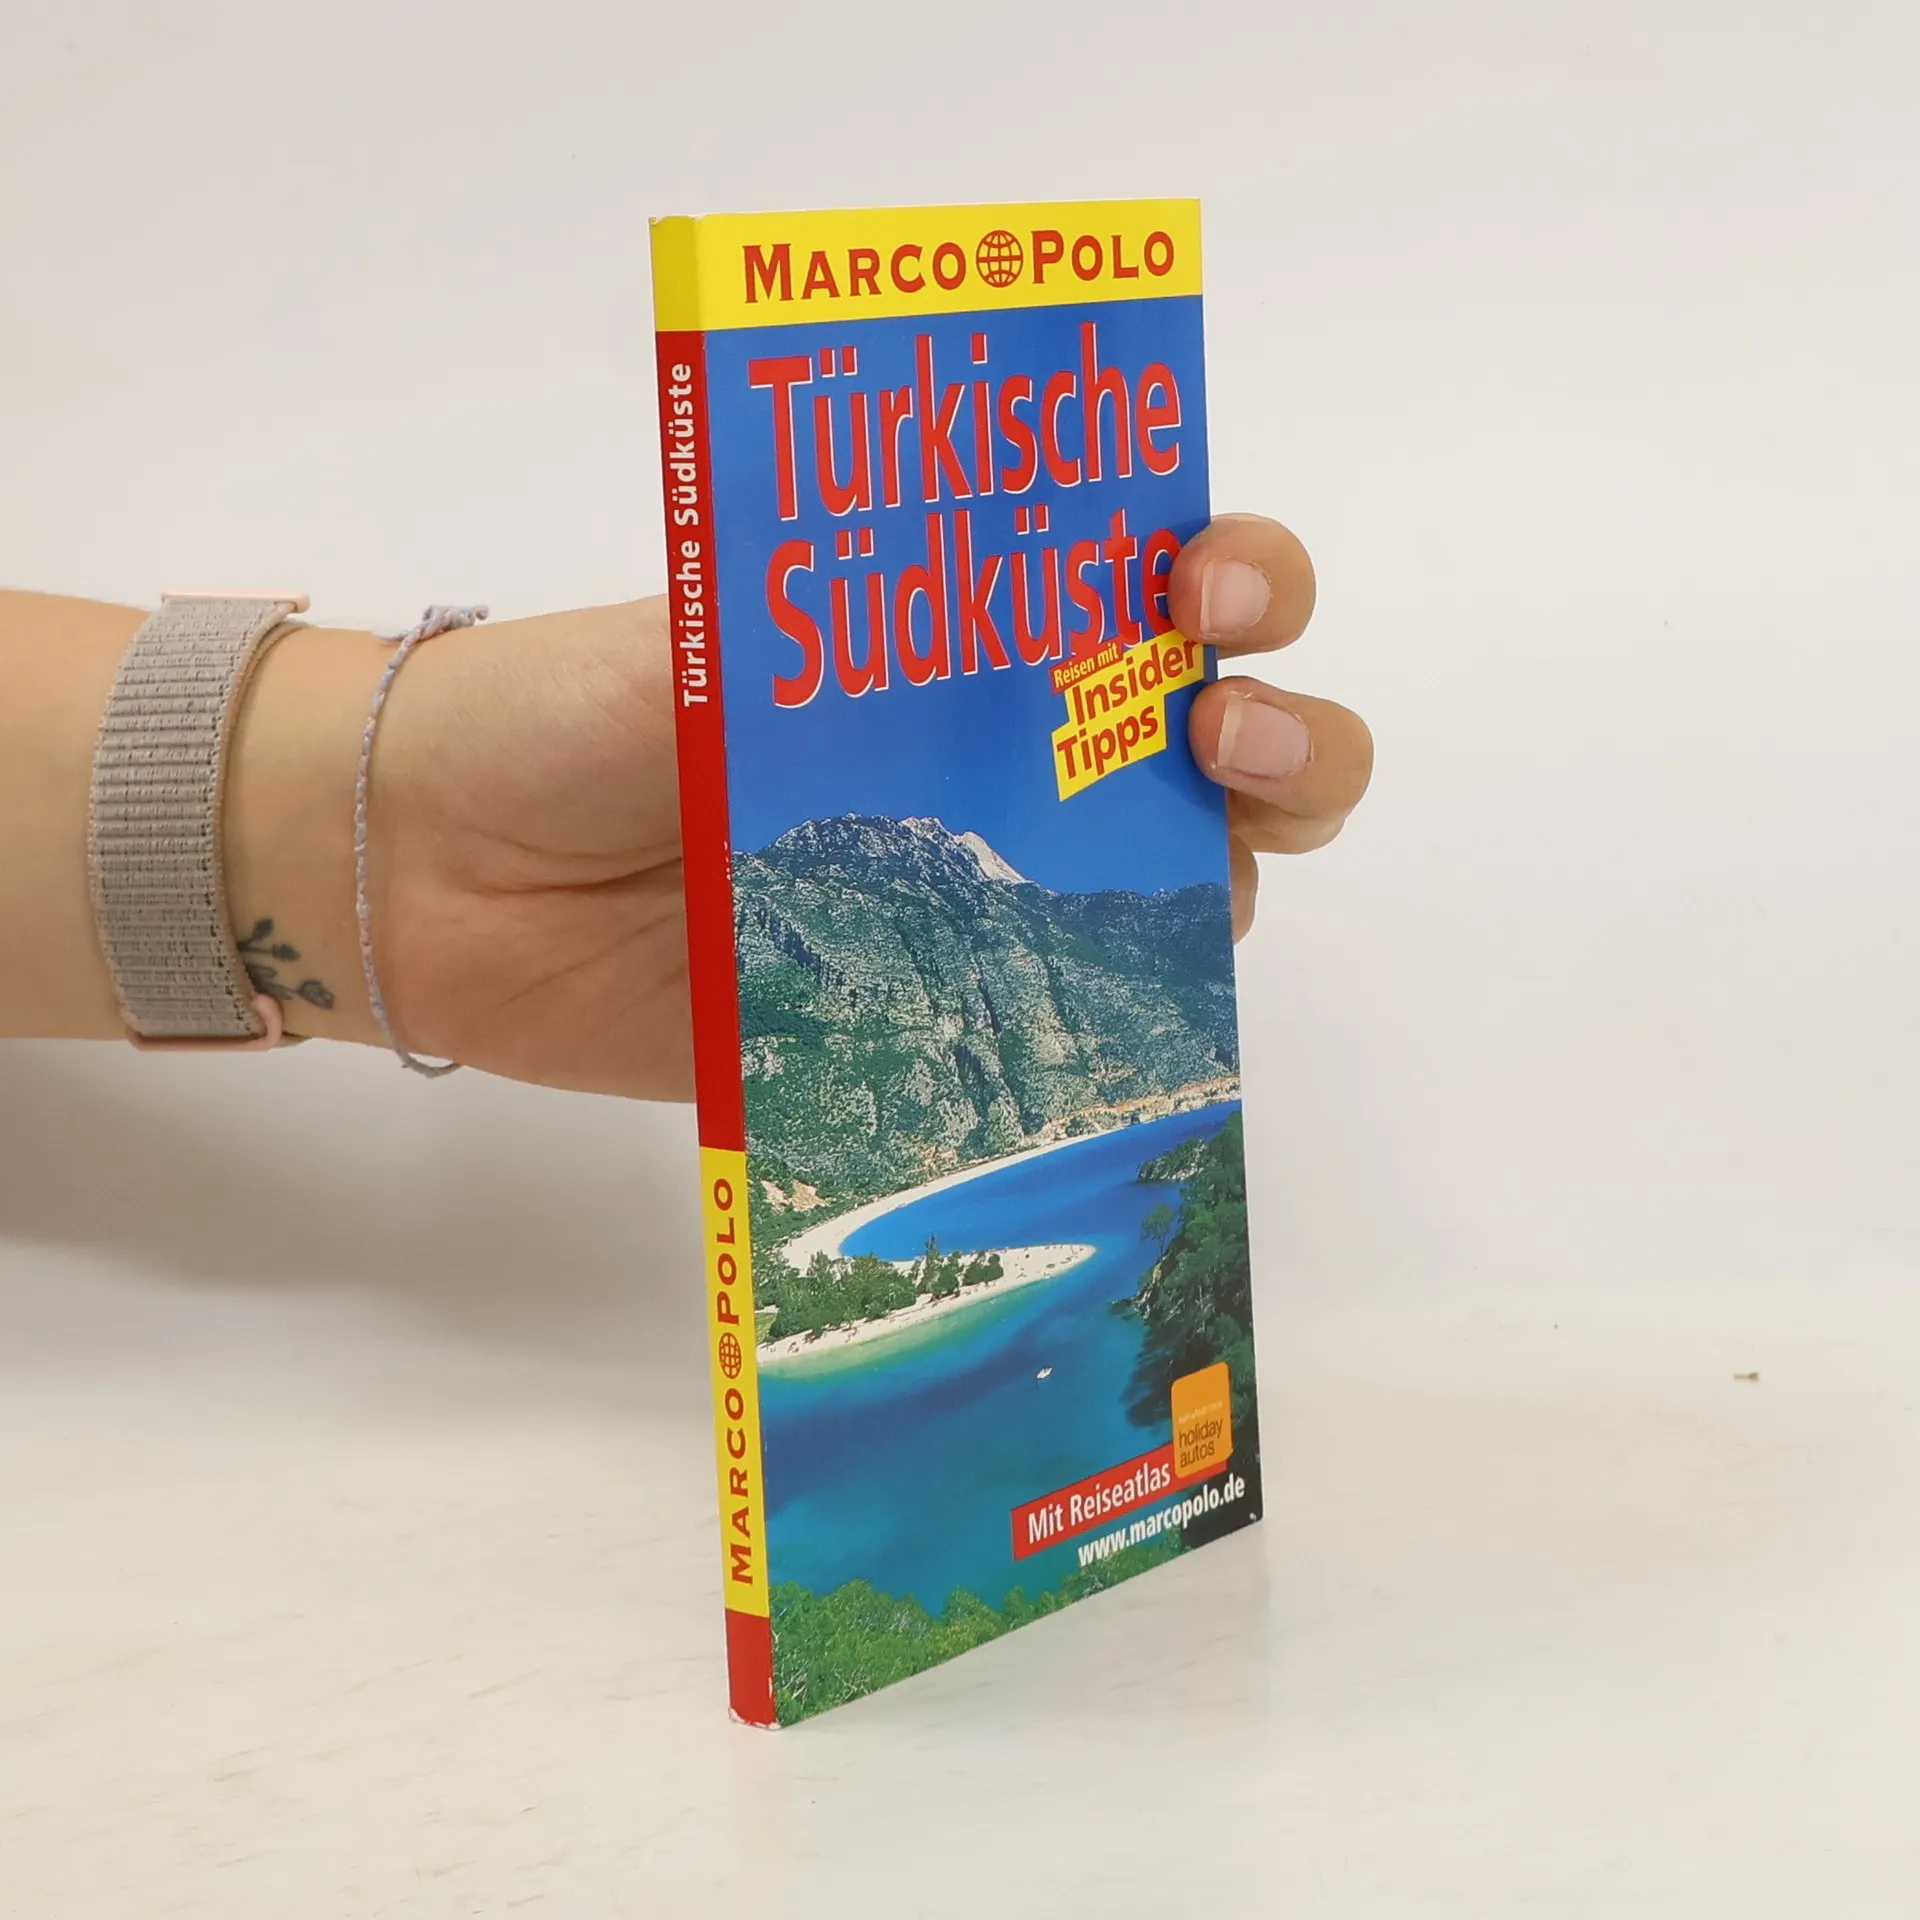 MARCO POLO
Türkische
Südküste
Reisen mit
Insider
Tipps
holiday
autos
Mit Reiseatlas
www.marcopolo.de
Türkische Südküste
MARCO POLO